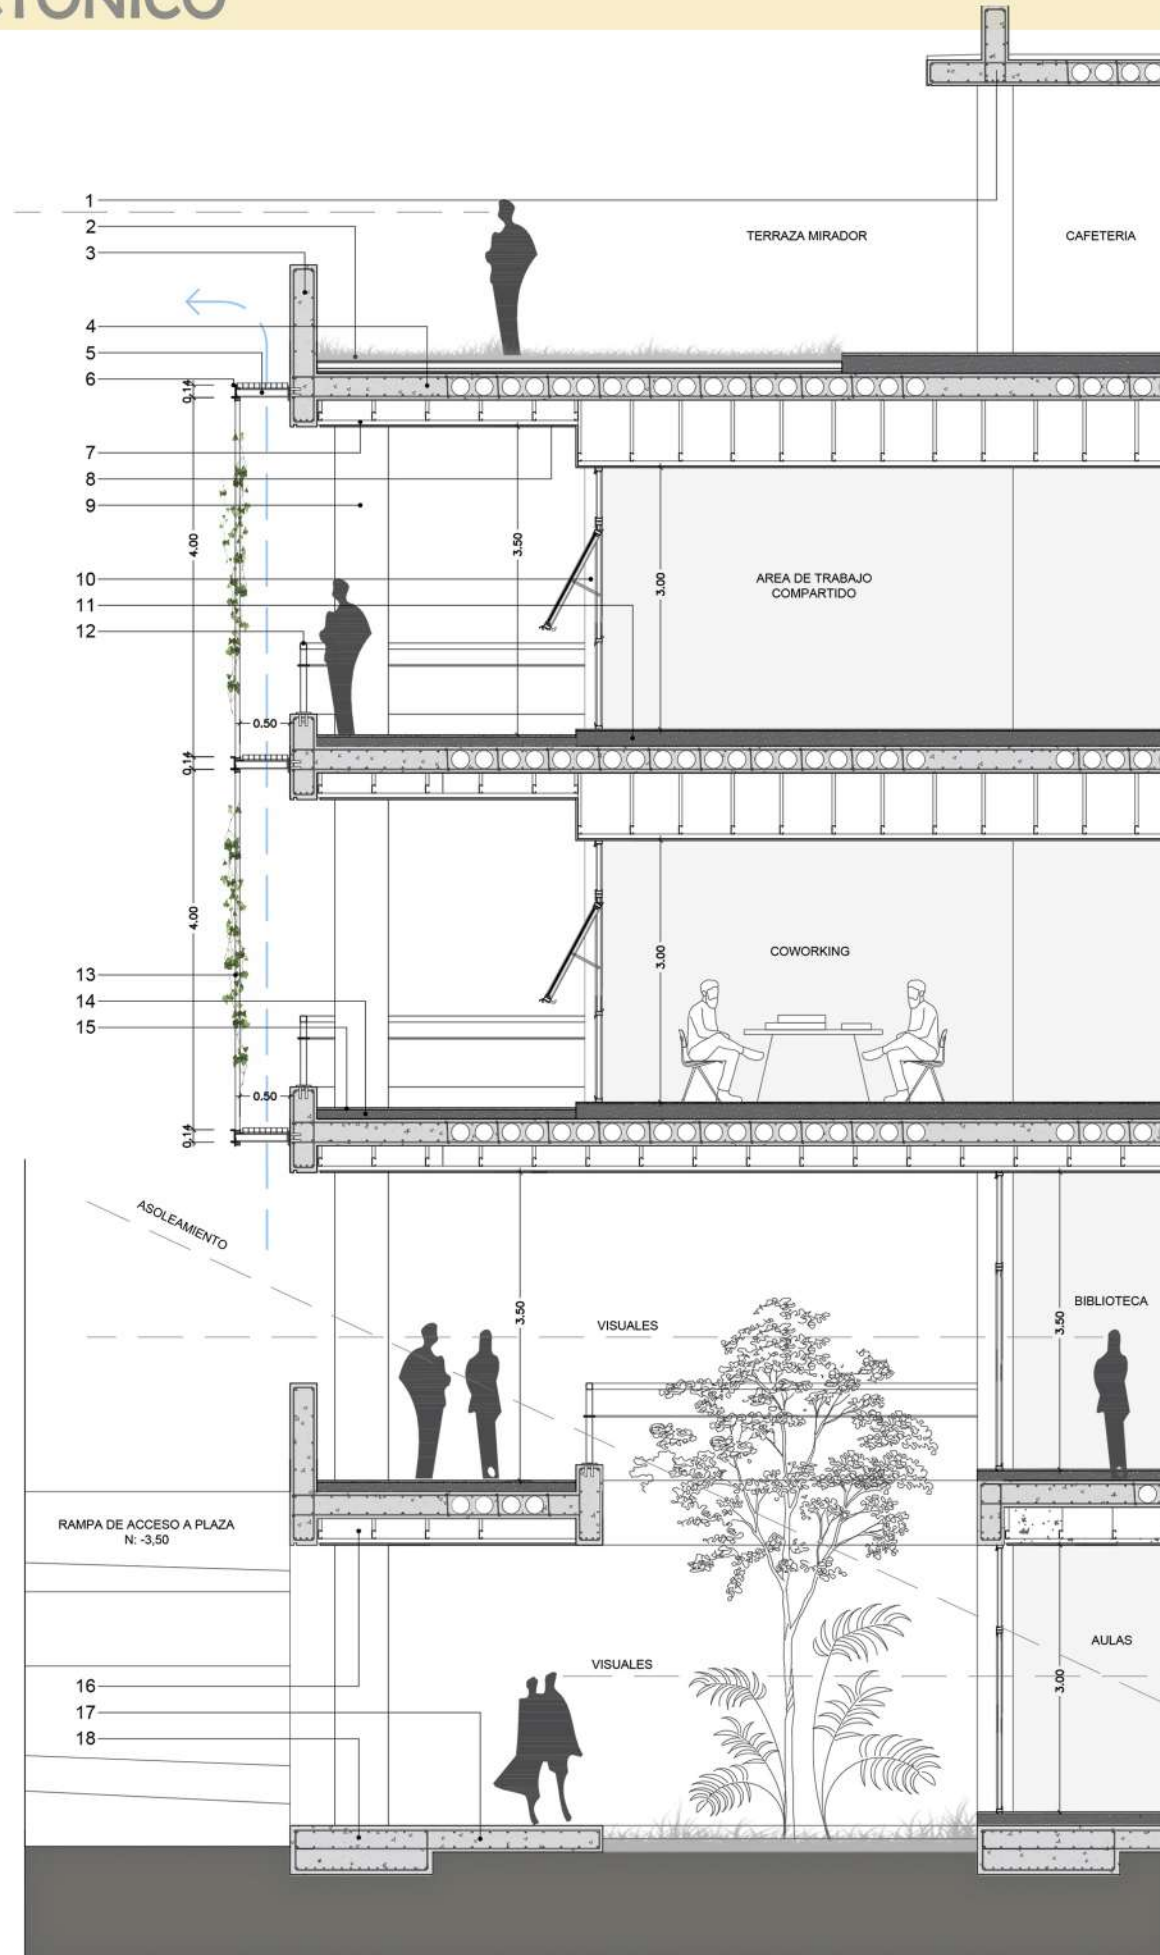 CTÓNICO
1
2
3
TERRAZA MIRADOR
CAFETERIA
4
5
6
0.14
7
8
9
4.00
3.50
10
3.00
AREA DE TRABAJO
COMPARTIDO
11
12
0.50
0.14
4.00
3.00
COWORKING
13
14
15
0.50
0.14
ASOLEAMIENTO
3.50
VISUALES
3.50
BIBLIOTECA
RAMPA DE ACCESO A PLAZA
N: -3,50
VISUALES
3.00
AULAS
16
17
18